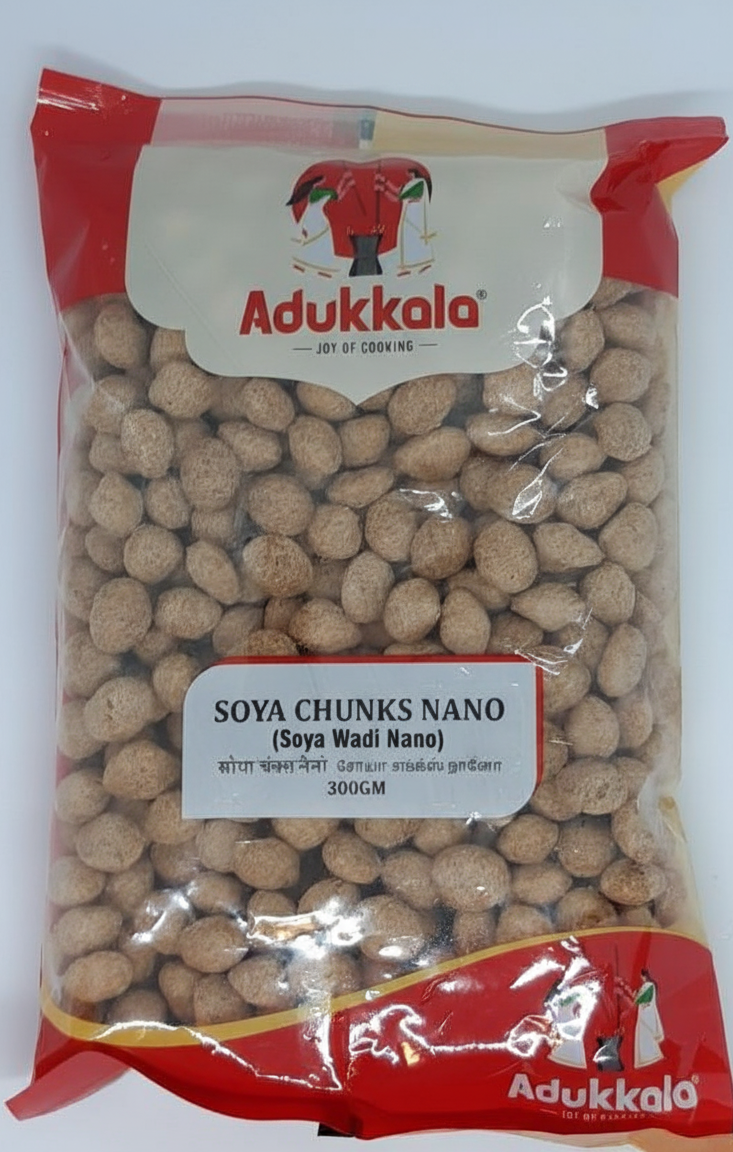 Adukkala®
JOY OF COOKING
SOYA CHUNKS NANO
(Soya Wadi Nano)
सोया चंक्स नैनो சோயா சங்க்ஸ் நானோ
300GM
Adukkala®